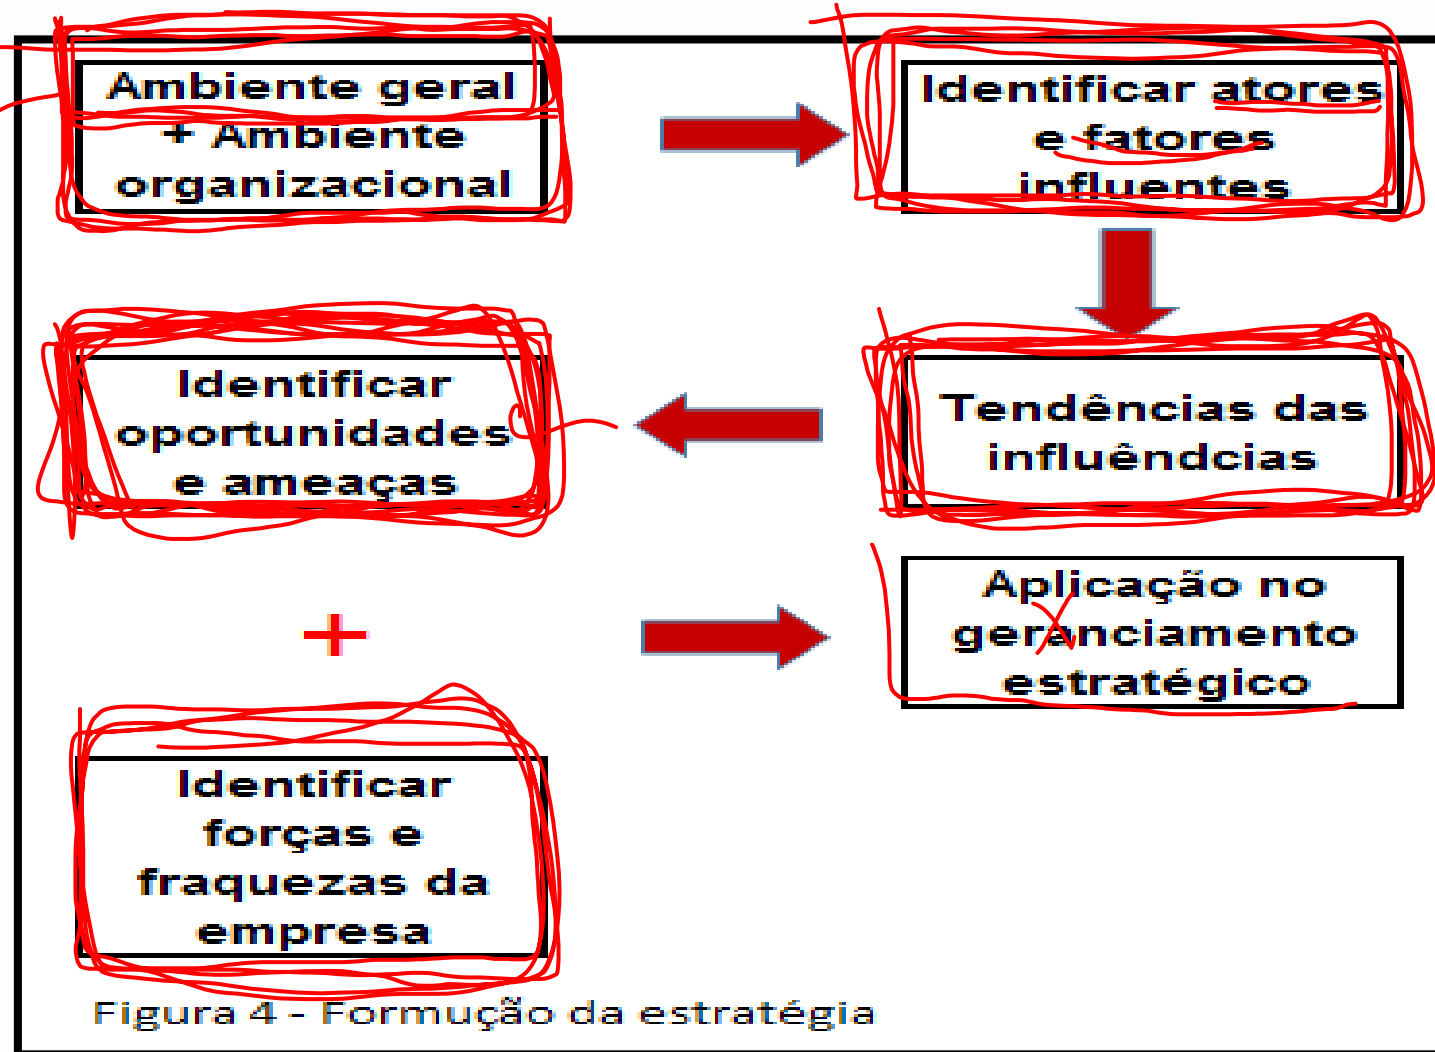 Ambiente geral
+ Ambiente
organizacional
Identificar atores
e fatores
influentes
Tendências das
influêndcias
Identificar
oportunidades
e ameaças
+
Aplicação no
geranciamento
estratégico
Identificar
forças e
fraquezas da
empresa
Figura 4 - Formução da estratégia